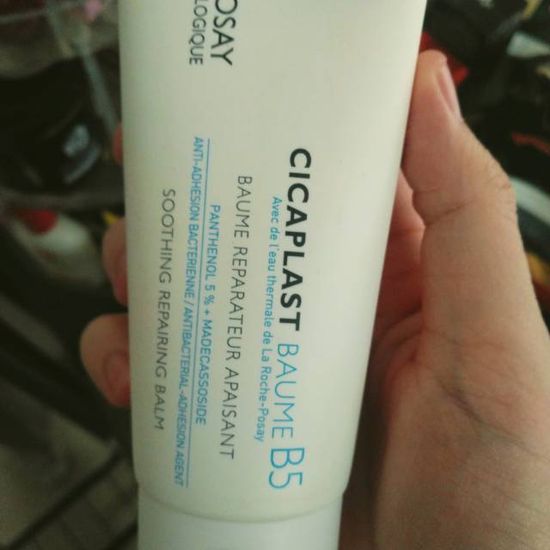 OSAY
LOGIQUE
CICAPLAST BAUME B5
Avec de l'eau thermale de La Roche-Posay
BAUME REPARATEUR APAISANT
PANTHENOL 5 % + MADECASSOSIDE
ANTI-ADHESION BACTERIENNE / ANTIBACTERIAL-ADHESION AGENT
SOOTHING REPAIRING BALM